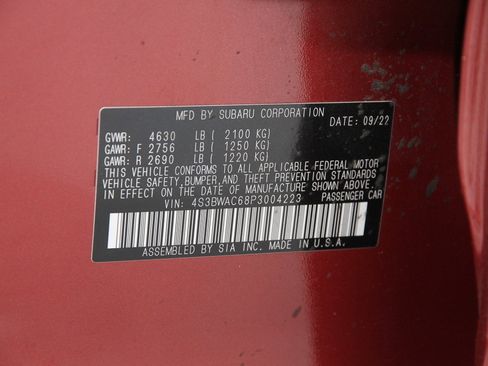 MFD BY SUBARU CORPORATION
DATE: 09/22
GVWR: 4630 LB ( 2100 KG)
GAWR: F 2756 LB ( 1250 KG)
GAWR: R 2690 LB ( 1220 KG)
THIS VEHICLE CONFORMS TO ALL APPLICABLE FEDERAL MOTOR
VEHICLE SAFETY, BUMPER, AND THEFT PREVENTION STANDARDS
IN EFFECT ON THE DATE OF MANUFACTURE SHOWN ABOVE.
VIN: 4S3BWAC68P3004223 PASSENGER CAR
ASSEMBLED BY SIA INC. MADE IN U.S.A.